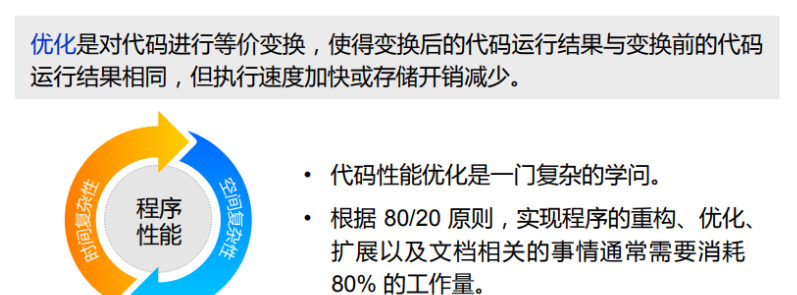 优化是对代码进行等价变换，使得变换后的代码运行结果与变换前的代码
运行结果相同，但执行速度加快或存储开销减少。
时间复杂性
程序
性能
空间复杂性
• 代码性能优化是一门复杂的学问。
• 根据 80/20 原则，实现程序的重构、优化、
扩展以及文档相关的事情通常需要消耗
80% 的工作量。